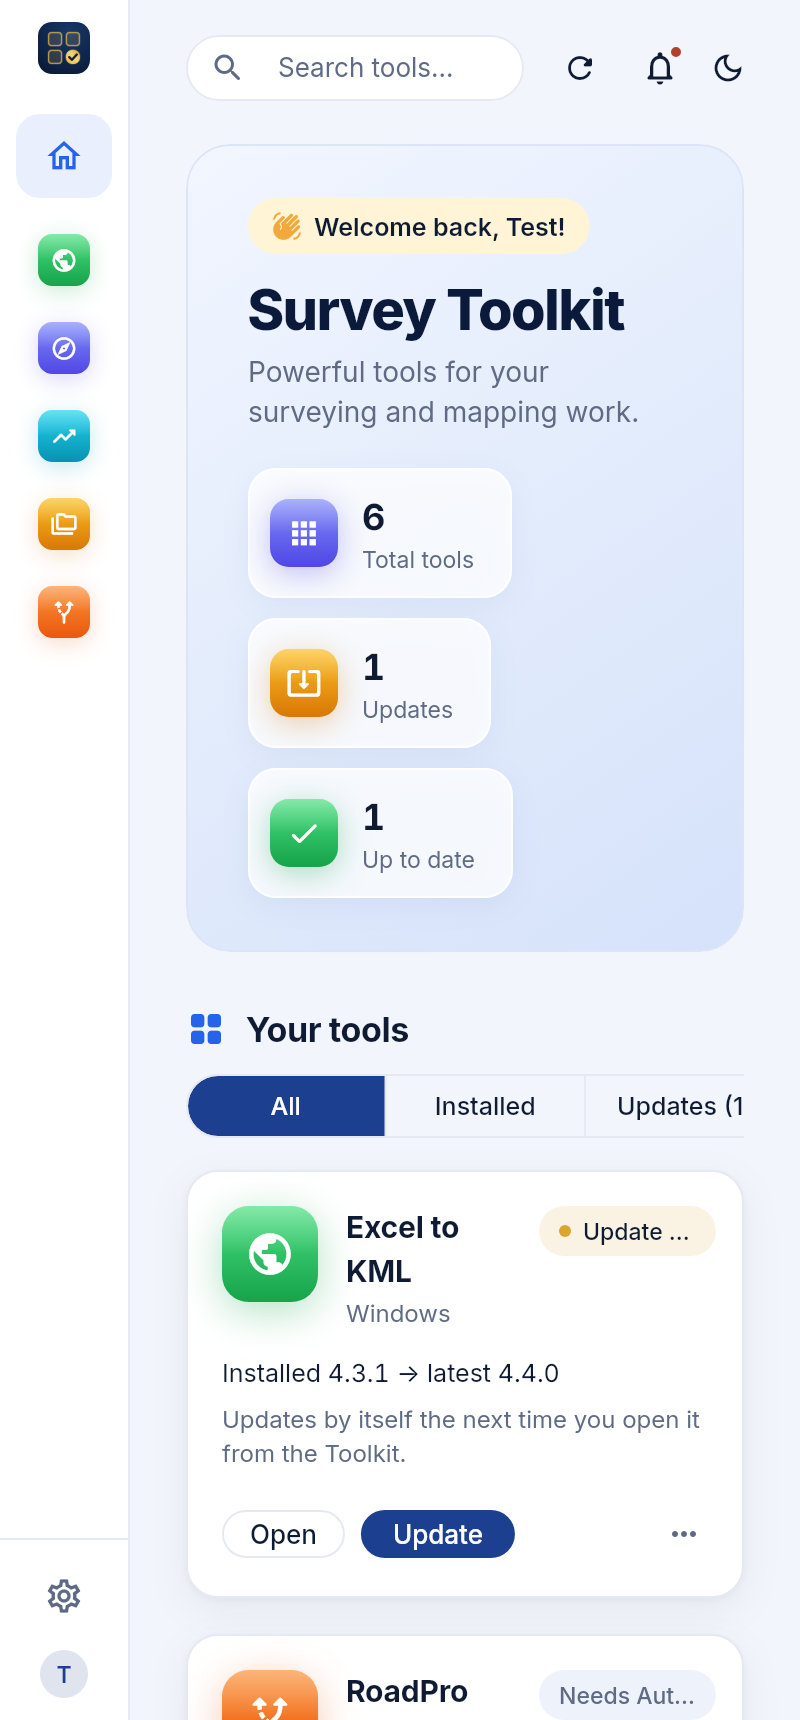 Search tools...
Welcome back, Test!
Survey Toolkit
Powerful tools for your
surveying and mapping work.
6
Total tools
1
Updates
1
Up to date
Your tools
All
Installed
Updates (1
Excel to
KML
Update ...
Windows
Installed 4.3.1 → latest 4.4.0
Updates by itself the next time you open it
from the Toolkit.
Open
Update
RoadPro
Needs Aut...
T